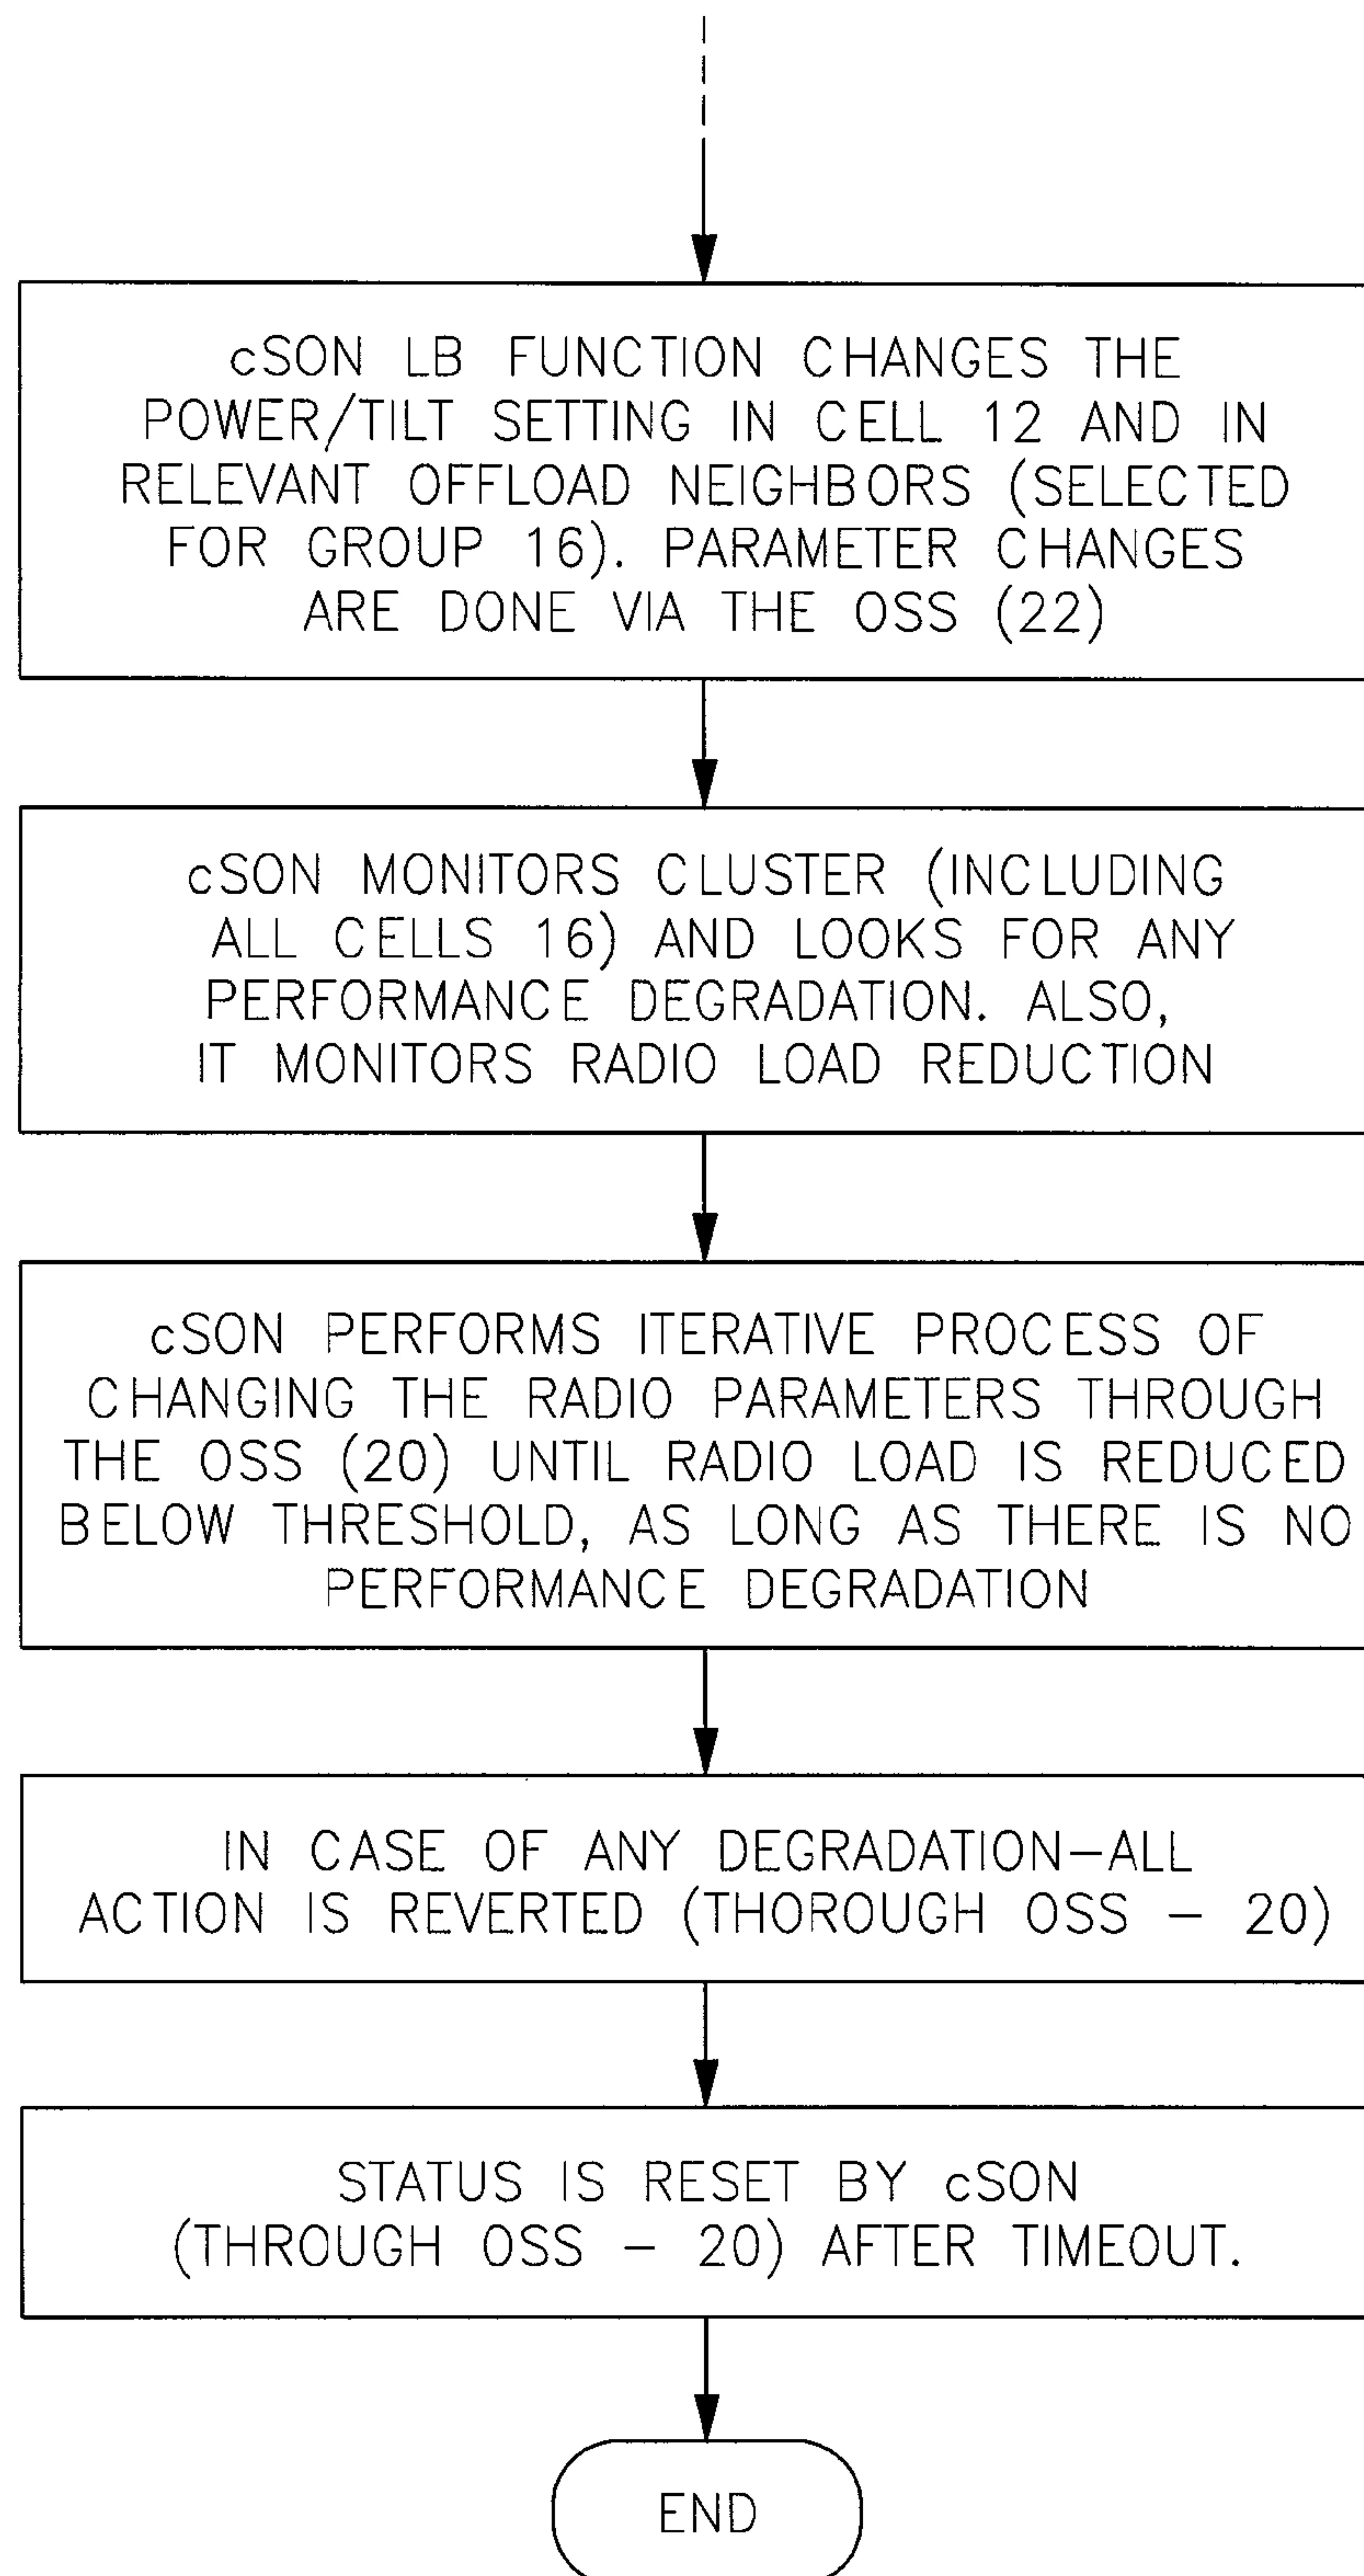 cSON LB FUNCTION CHANGES THE
POWER/TILT SETTING IN CELL 12 AND IN
RELEVANT OFFLOAD NEIGHBORS (SELECTED
FOR GROUP 16). PARAMETER CHANGES
ARE DONE VIA THE OSS (22)
cSON MONITORS CLUSTER (INCLUDING
ALL CELLS 16) AND LOOKS FOR ANY
PERFORMANCE DEGRADATION. ALSO,
IT MONITORS RADIO LOAD REDUCTION
cSON PERFORMS ITERATIVE PROCESS OF
CHANGING THE RADIO PARAMETERS THROUGH
THE OSS (20) UNTIL RADIO LOAD IS REDUCED
BELOW THRESHOLD, AS LONG AS THERE IS NO
PERFORMANCE DEGRADATION
IN CASE OF ANY DEGRADATION–ALL
ACTION IS REVERTED (THOROUGH OSS – 20)
STATUS IS RESET BY cSON
(THROUGH OSS – 20) AFTER TIMEOUT.
END